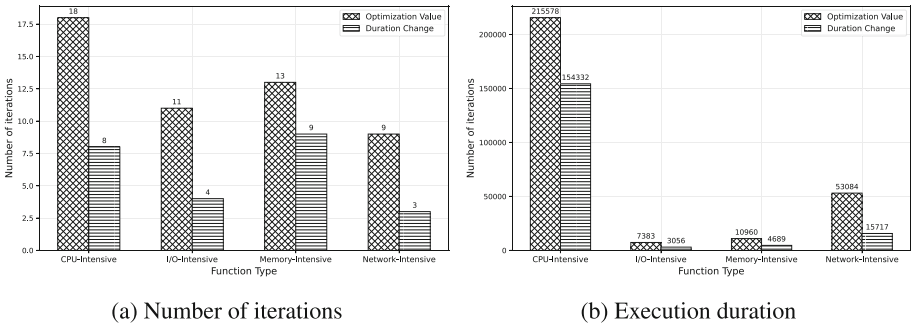 18
17.5
Optimization Value
Duration Change
15.0
13
12.5
11
10.0
9
9
8
7.5
5.0
4
3
2.5
0.0
Number of iterations
CPU-Intensive I/O-Intensive Memory-Intensive Network-Intensive
Function Type
(a) Number of iterations
215578
Optimization Value
Duration Change
200000
154332
150000
100000
53084
50000
15717
10960
7383
4689
3056
0
Number of iterations
CPU-Intensive I/O-Intensive Memory-Intensive Network-Intensive
Function Type
(b) Execution duration